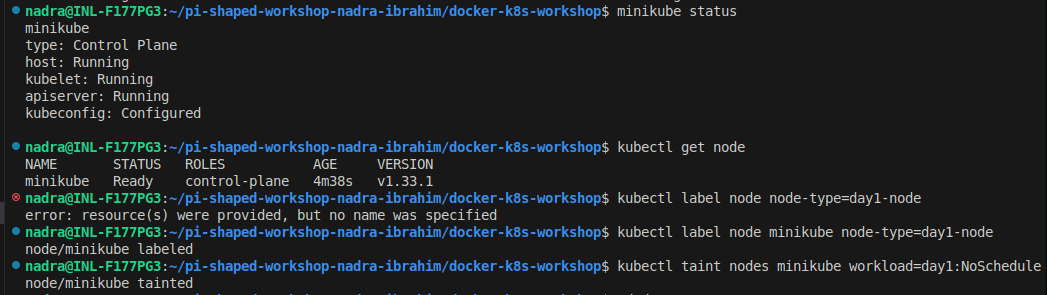 nadra@INL-F177PG3:~/pi-shaped-workshop-nadra-ibrahim/docker-k8s-workshop$ minikube status
minikube
type: Control Plane
host: Running
kubelet: Running
apiserver: Running
kubeconfig: Configured
nadra@INL-F177PG3:~/pi-shaped-workshop-nadra-ibrahim/docker-k8s-workshop$ kubectl get node
NAME STATUS ROLES AGE VERSION
minikube Ready control-plane 4m38s v1.33.1
nadra@INL-F177PG3:~/pi-shaped-workshop-nadra-ibrahim/docker-k8s-workshop$ kubectl label node node-type=day1-node
error: resource(s) were provided, but no name was specified
nadra@INL-F177PG3:~/pi-shaped-workshop-nadra-ibrahim/docker-k8s-workshop$ kubectl label node minikube node-type=day1-node
node/minikube labeled
nadra@INL-F177PG3:~/pi-shaped-workshop-nadra-ibrahim/docker-k8s-workshop$ kubectl taint nodes minikube workload=day1:NoSchedule
node/minikube tainted